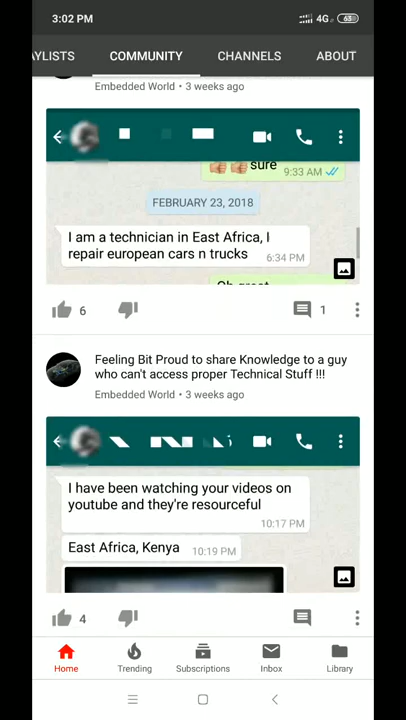 3:02 PM 4G 63
AYLISTS COMMUNITY CHANNELS ABOUT
Embedded World • 3 weeks ago
sure
9:33 AM
FEBRUARY 23, 2018
I am a technician in East Africa, I
repair european cars n trucks
6:34 PM
Oh great
6 1
Feeling Bit Proud to share Knowledge to a guy
who can't access proper Technical Stuff !!!
Embedded World • 3 weeks ago
I have been watching your videos on
youtube and they're resourceful
10:17 PM
East Africa, Kenya 10:19 PM
4
Home Trending Subscriptions Inbox Library